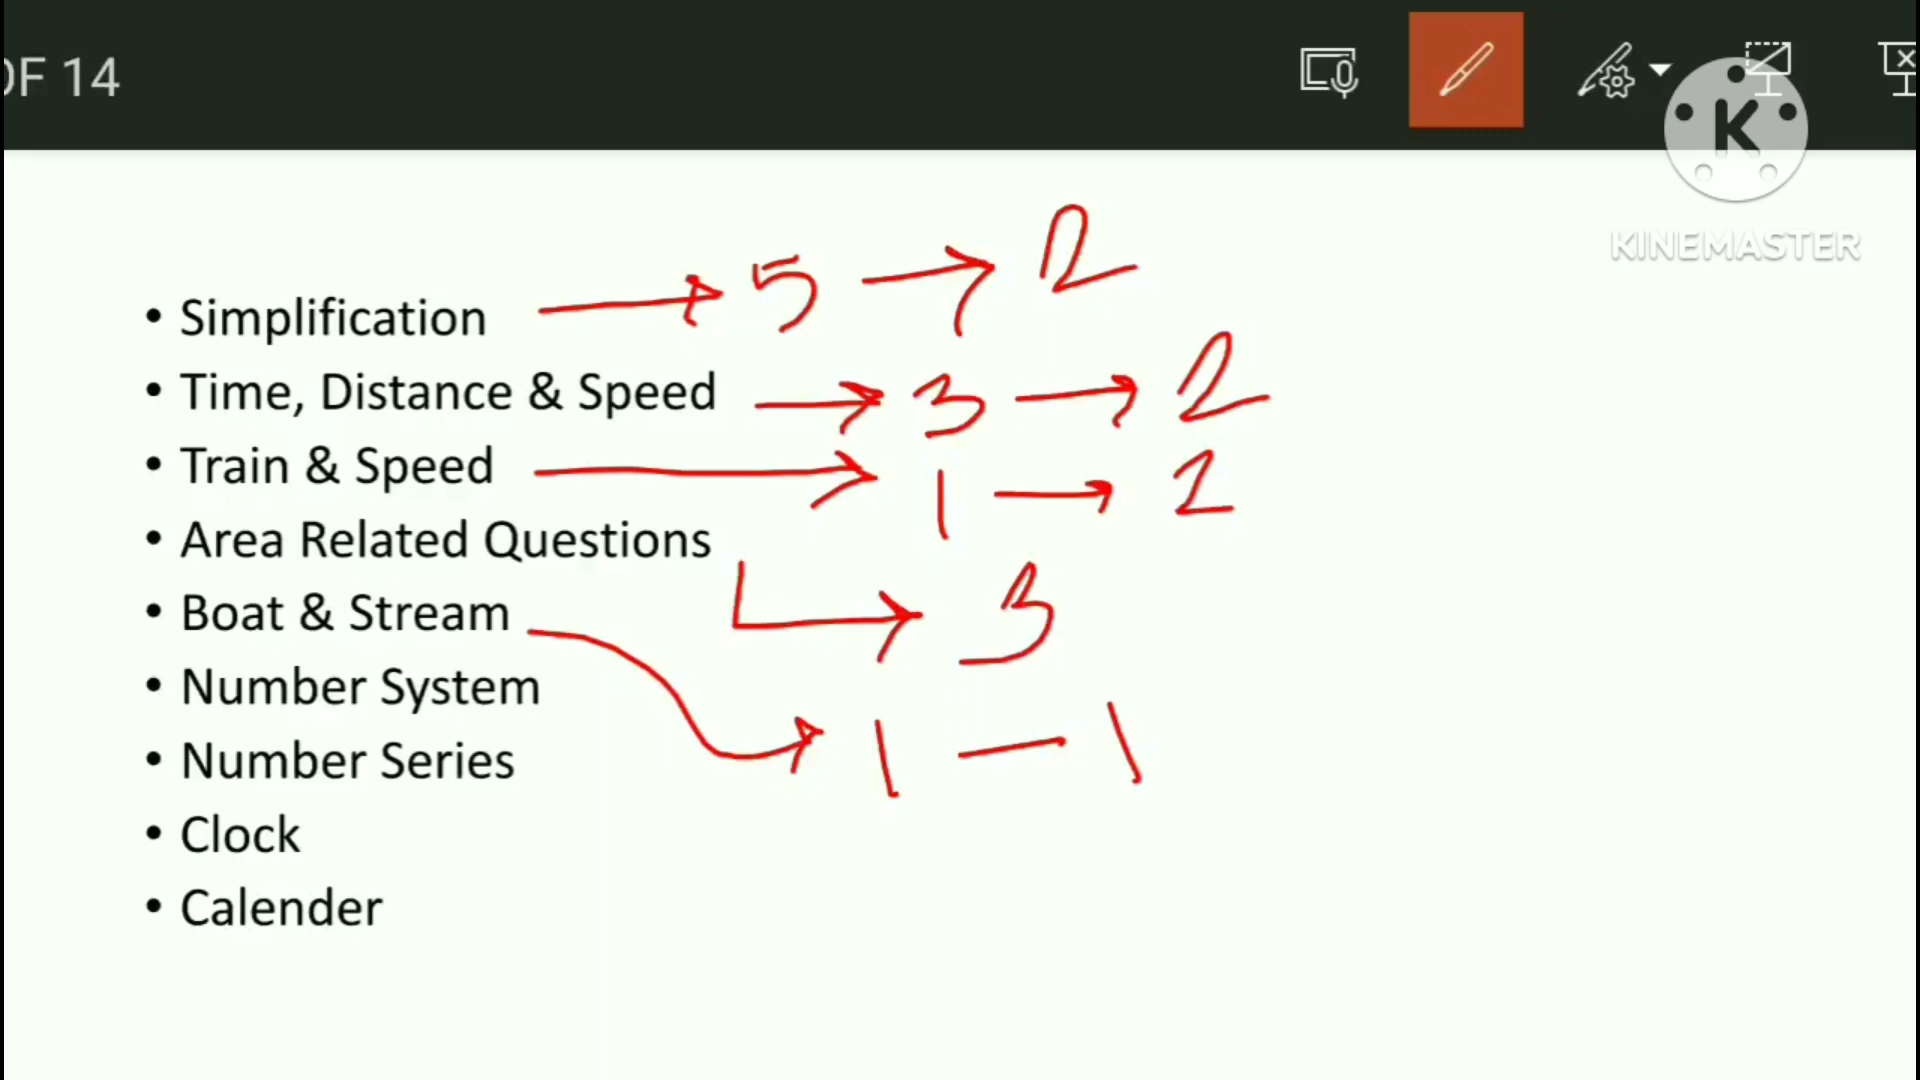 OF 14
K
KINEMASTER
• Simplification → 5 → 2
• Time, Distance & Speed → 3 → 2
• Train & Speed → 1 → 2
• Area Related Questions
→ 3
• Boat & Stream → 1 — 1
• Number System
• Number Series
• Clock
• Calender